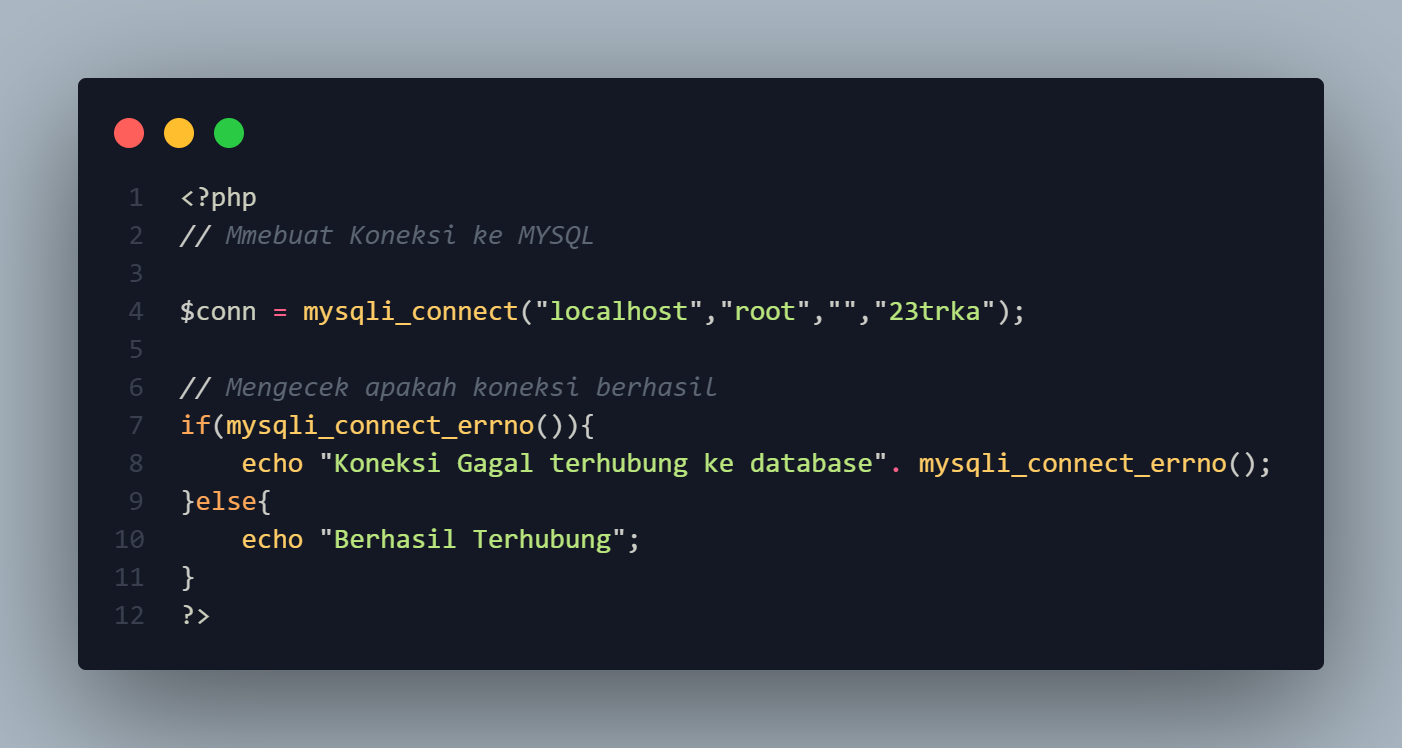 1 <?php
2 // Mmebuat Koneksi ke MYSQL
3
4 $conn = mysqli_connect("localhost","root","","23trka");
5
6 // Mengecek apakah koneksi berhasil
7 if(mysqli_connect_errno()){
8     echo "Koneksi Gagal terhubung ke database". mysqli_connect_errno();
9 }else{
10     echo "Berhasil Terhubung";
11 }
12 ?>